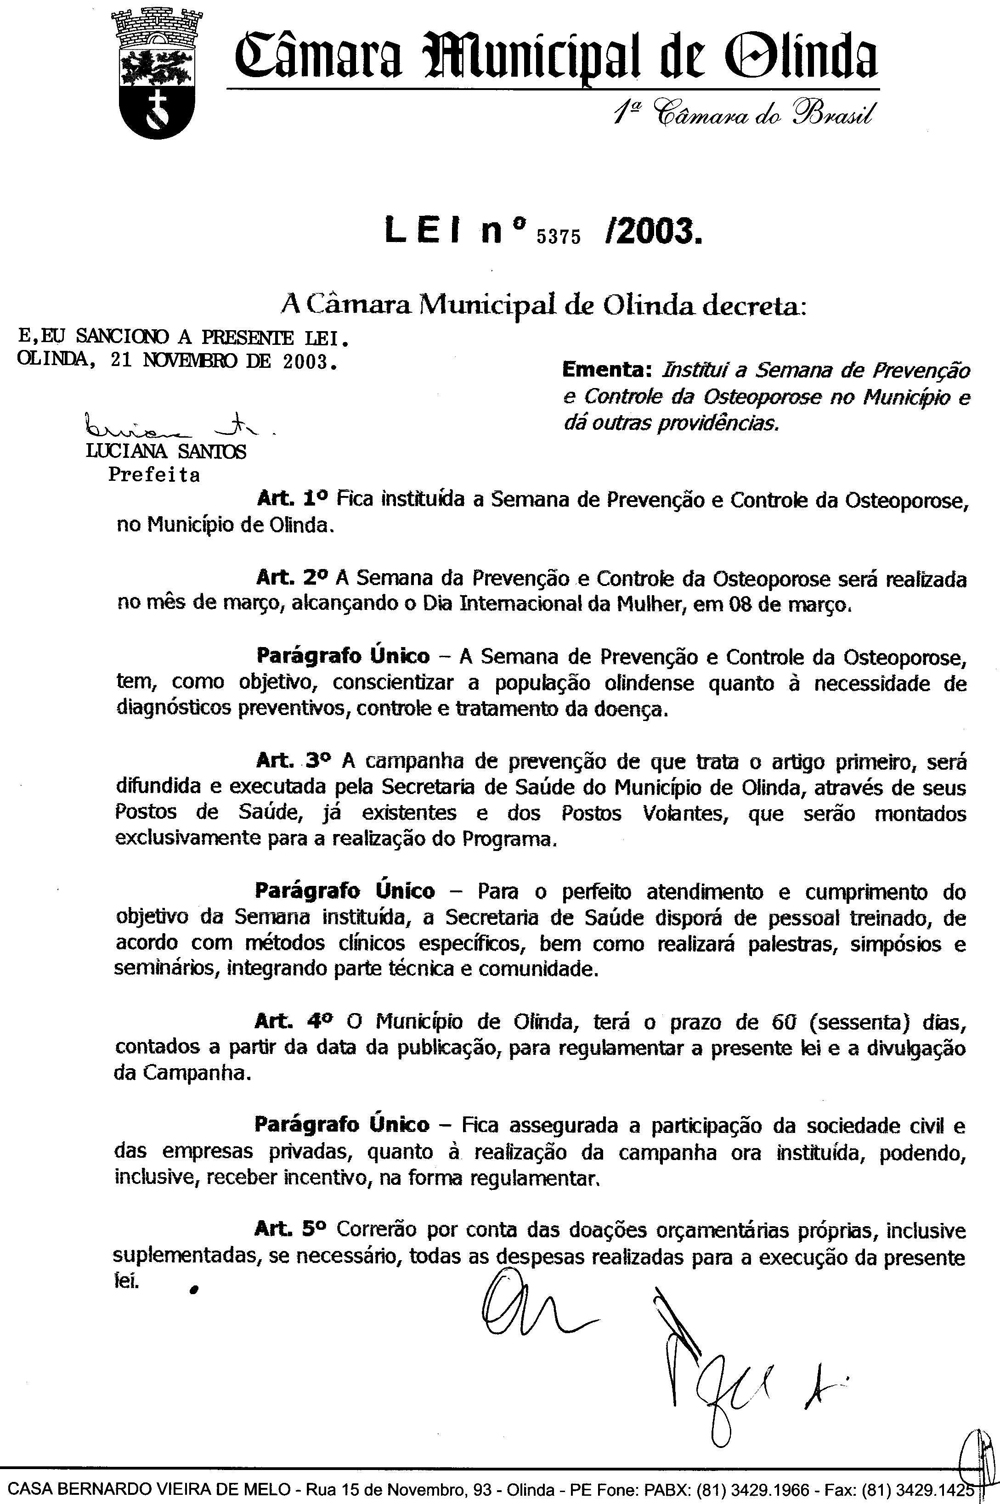 Câmara Municipal de Olinda
1ª Câmara do Brasil
LEI nº 5375 /2003.
A Câmara Municipal de Olinda decreta:
E,EU SANCIONO A PRESENTE LEI.
OLINDA, 21 NOVEMBRO DE 2003.
LUCIANA SANTOS
Prefeita
Ementa: Institui a Semana de Prevenção
e Controle da Osteoporose no Município e
dá outras providências.
Art. 1º Fica instituída a Semana de Prevenção e Controle da Osteoporose,
no Município de Olinda.
Art. 2º A Semana da Prevenção e Controle da Osteoporose será realizada
no mês de março, alcançando o Dia Internacional da Mulher, em 08 de março.
Parágrafo Único – A Semana de Prevenção e Controle da Osteoporose,
tem, como objetivo, conscientizar a população olindense quanto à necessidade de
diagnósticos preventivos, controle e tratamento da doença.
Art. 3º A campanha de prevenção de que trata o artigo primeiro, será
difundida e executada pela Secretaria de Saúde do Município de Olinda, através de seus
Postos de Saúde, já existentes e dos Postos Volantes, que serão montados
exclusivamente para a realização do Programa.
Parágrafo Único – Para o perfeito atendimento e cumprimento do
objetivo da Semana instituída, a Secretaria de Saúde disporá de pessoal treinado, de
acordo com métodos clínicos específicos, bem como realizará palestras, simpósios e
seminários, integrando parte técnica e comunidade.
Art. 4º O Município de Olinda, terá o prazo de 60 (sessenta) dias,
contados a partir da data da publicação, para regulamentar a presente lei e a divulgação
da Campanha.
Parágrafo Único – Fica assegurada a participação da sociedade civil e
das empresas privadas, quanto à realização da campanha ora instituída, podendo,
inclusive, receber incentivo, na forma regulamentar.
Art. 5º Correrão por conta das doações orçamentárias próprias, inclusive
suplementadas, se necessário, todas as despesas realizadas para a execução da presente
lei.
CASA BERNARDO VIEIRA DE MELO - Rua 15 de Novembro, 93 - Olinda - PE Fone: PABX: (81) 3429.1966 - Fax: (81) 3429.1425